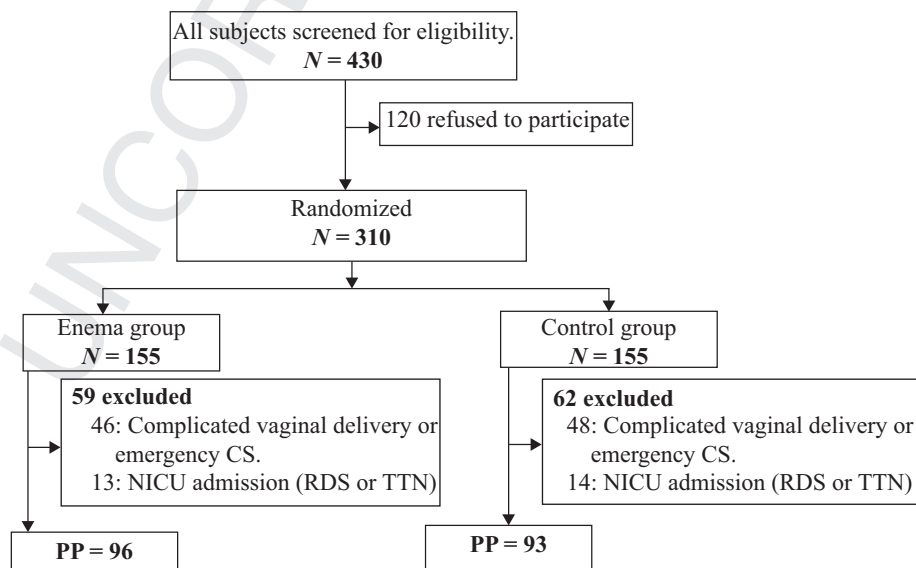 All subjects screened for eligibility.
N = 430
120 refused to participate
Randomized
N = 310
Enema group
N = 155
Control group
N = 155
59 excluded
46: Complicated vaginal delivery or
emergency CS.
13: NICU admission (RDS or TTN)
62 excluded
48: Complicated vaginal delivery or
emergency CS.
14: NICU admission (RDS or TTN)
PP = 96
PP = 93
UNCOR